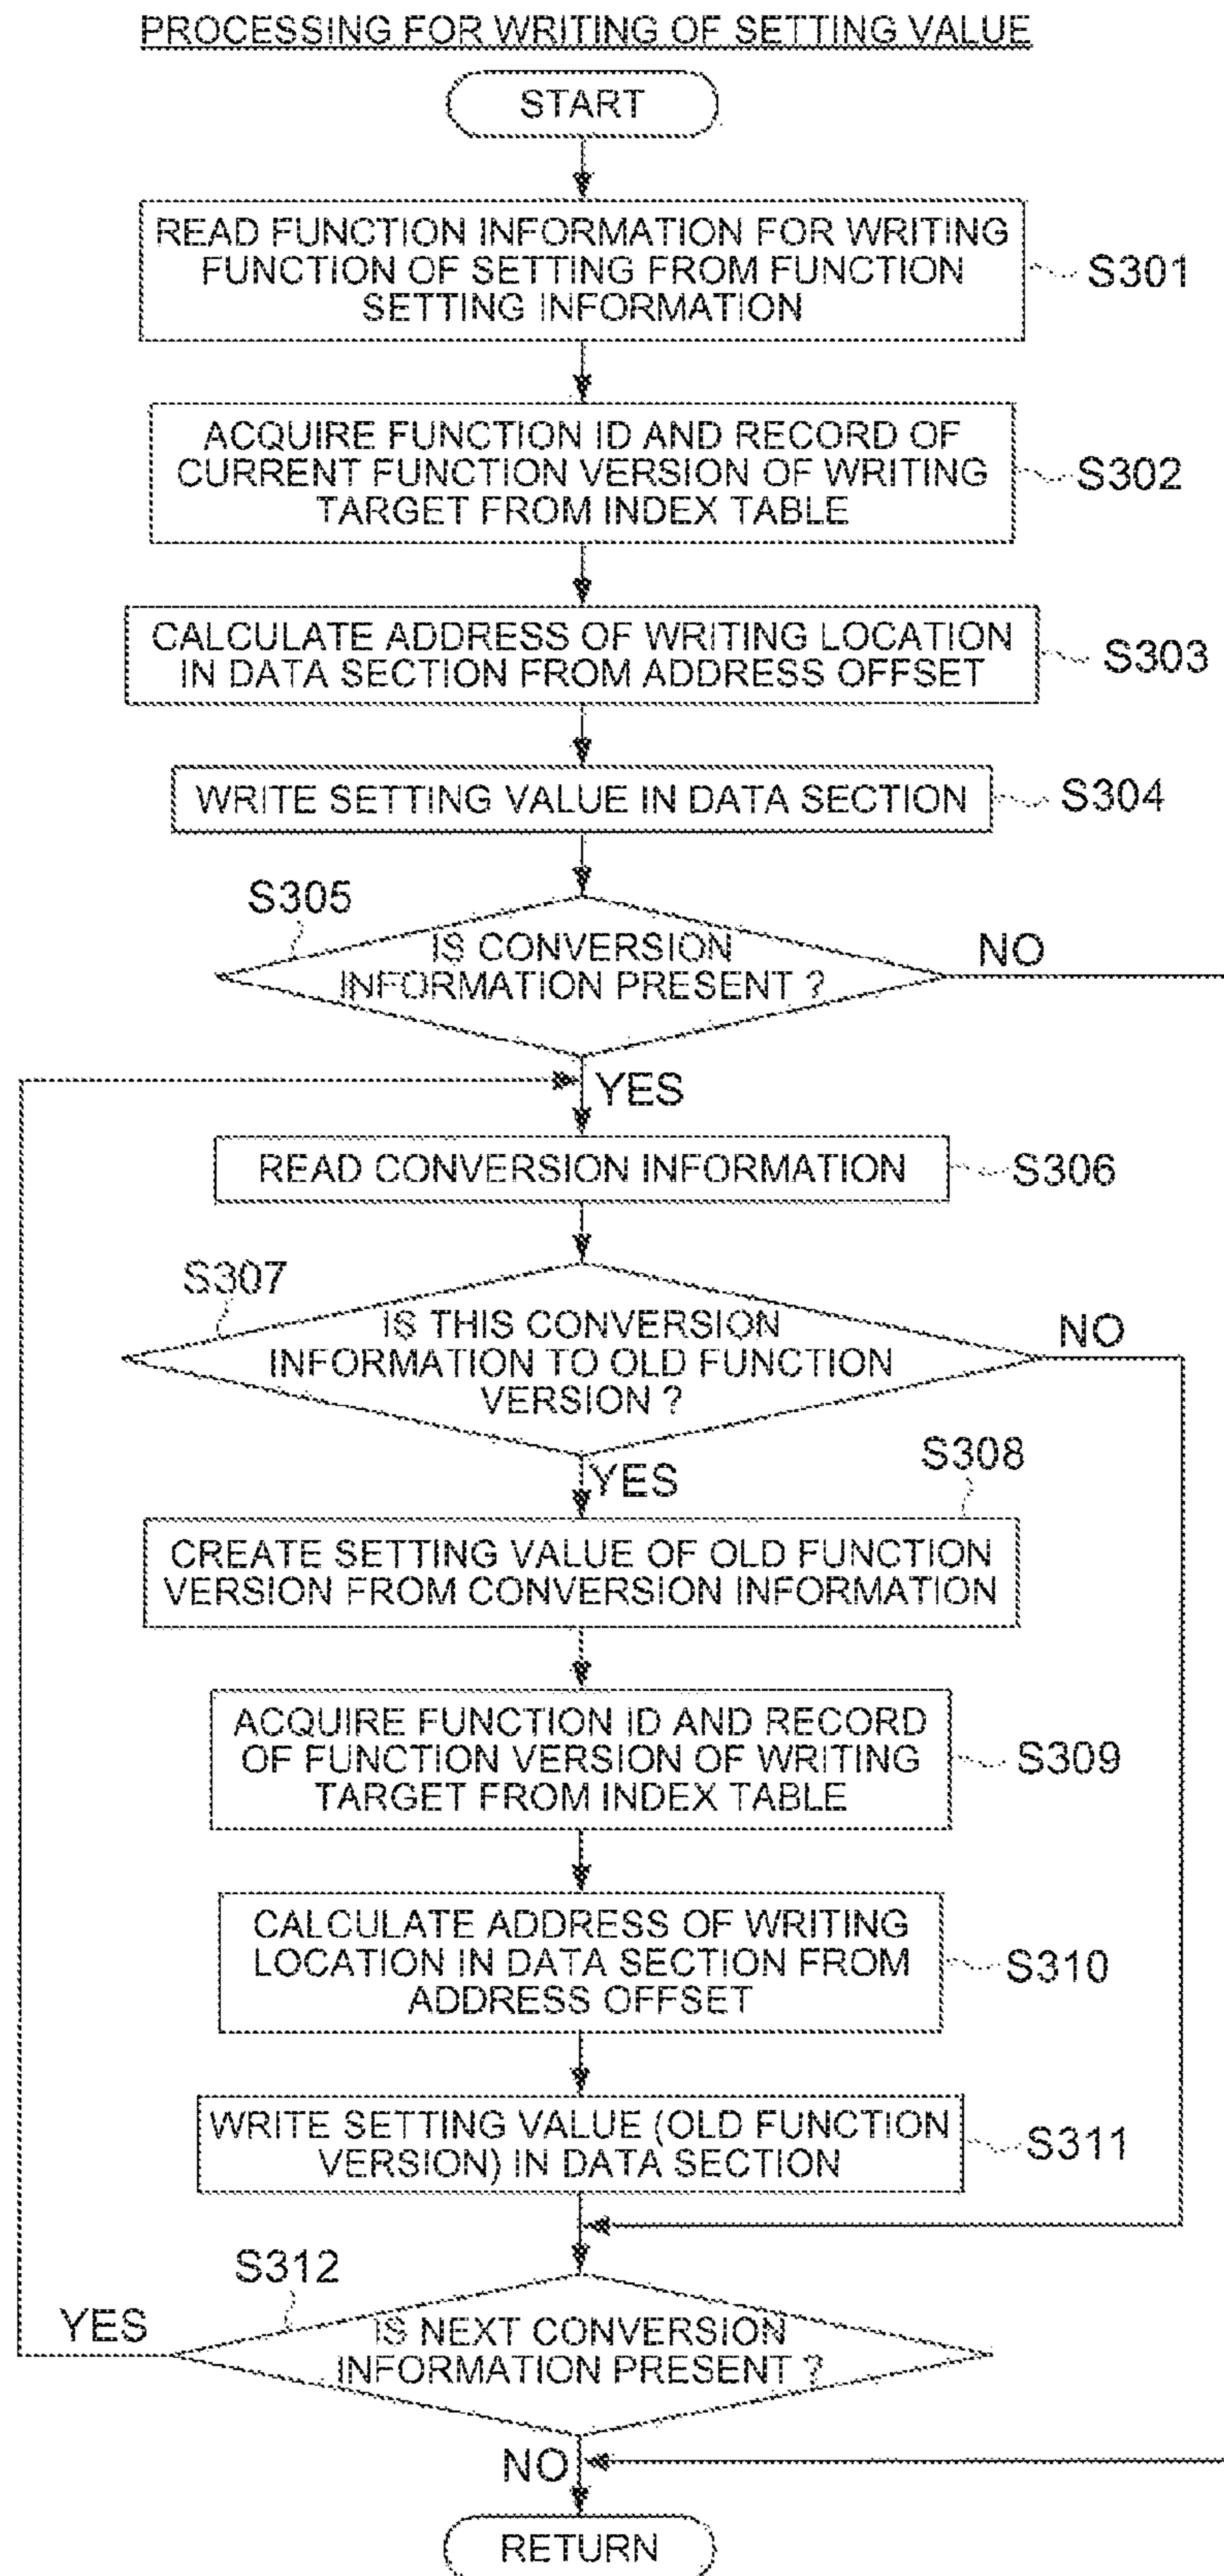 PROCESSING FOR WRITING OF SETTING VALUE
START
READ FUNCTION INFORMATION FOR WRITING
FUNCTION OF SETTING FROM FUNCTION
SETTING INFORMATION
S301
ACQUIRE FUNCTION ID AND RECORD OF
CURRENT FUNCTION VERSION OF WRITING
TARGET FROM INDEX TABLE
S302
CALCULATE ADDRESS OF WRITING LOCATION
IN DATA SECTION FROM ADDRESS OFFSET
S303
WRITE SETTING VALUE IN DATA SECTION
S304
S305
IS CONVERSION
INFORMATION PRESENT ?
NO
YES
READ CONVERSION INFORMATION
S306
S307
IS THIS CONVERSION
INFORMATION TO OLD FUNCTION
VERSION ?
NO
YES
S308
CREATE SETTING VALUE OF OLD FUNCTION
VERSION FROM CONVERSION INFORMATION
ACQUIRE FUNCTION ID AND RECORD
OF FUNCTION VERSION OF WRITING
TARGET FROM INDEX TABLE
S309
CALCULATE ADDRESS OF WRITING
LOCATION IN DATA SECTION FROM
ADDRESS OFFSET
S310
WRITE SETTING VALUE (OLD FUNCTION
VERSION) IN DATA SECTION
S311
S312
YES
IS NEXT CONVERSION
INFORMATION PRESENT ?
NO
RETURN